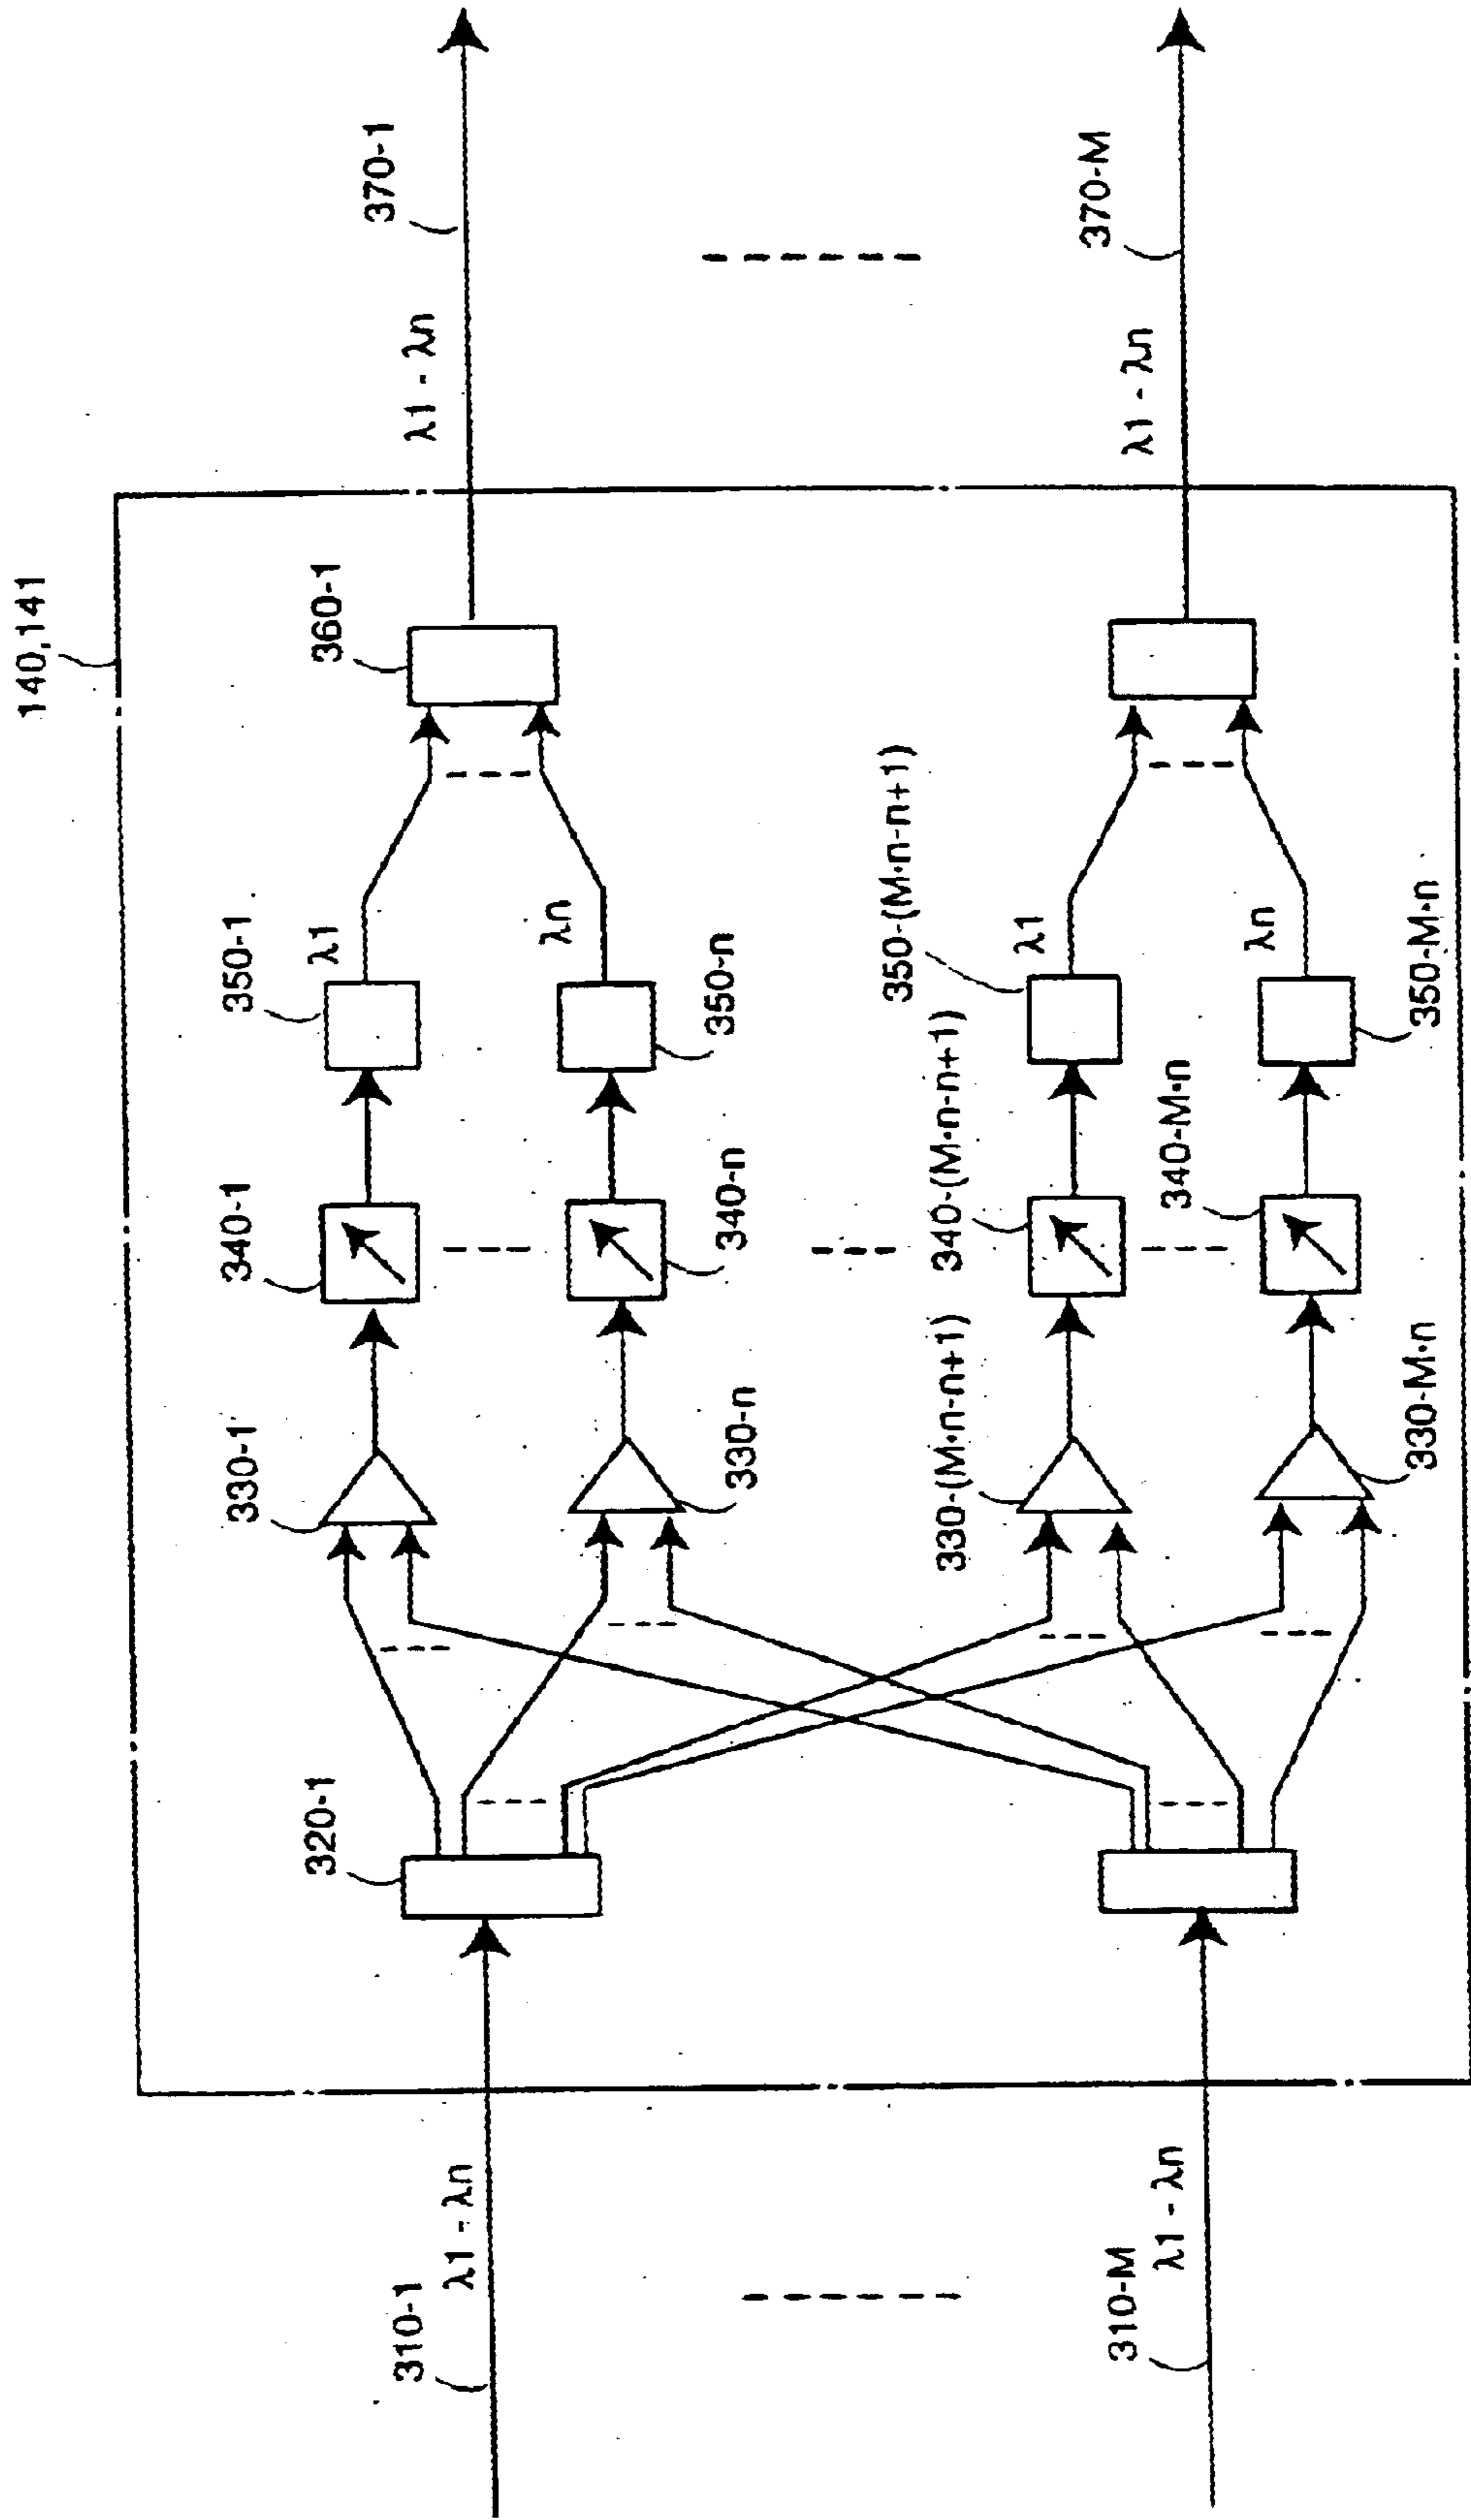 140,141
310-1
λ1 - λn
320-1
330-1
340-1
350-1
λ1
360-1
λ1 - λn
370-1
330-n
340-n
350-n
λn
330-(M•n-n+1)
340-(M•n-n+1)
350-(M•n-n+1)
λ1
310-M
λ1 - λn
330-M•n
340-M•n
350-M•n
λn
λ1 - λn
370-M